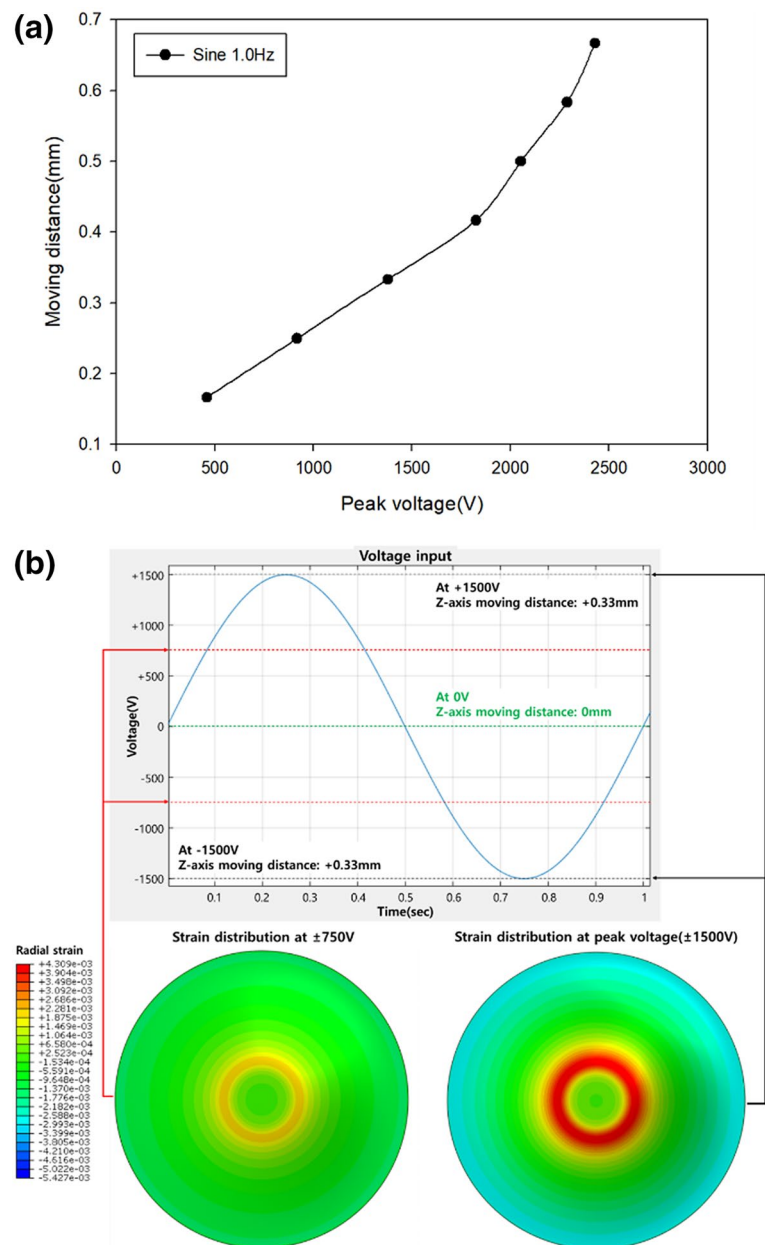 (a)
0.7
0.6
0.5
0.4
0.3
0.2
0.1
Moving distance(mm)
Sine 1.0Hz
0
500
1000
1500
2000
2500
3000
Peak voltage(V)
(b)
Voltage input
+1500
+1000
+500
0
-500
-1000
-1500
Voltage(V)
At +1500V
Z-axis moving distance: +0.33mm
At 0V
Z-axis moving distance: 0mm
At -1500V
Z-axis moving distance: +0.33mm
0.1
0.2
0.3
0.4
0.5
0.6
0.7
0.8
0.9
1
Time(sec)
Strain distribution at ±750V
Strain distribution at peak voltage(±1500V)
Radial strain
+4.309e-03
+3.904e-03
+3.498e-03
+3.092e-03
+2.686e-03
+2.281e-03
+1.875e-03
+1.469e-03
+1.064e-03
+6.580e-04
+2.523e-04
-1.534e-04
-5.591e-04
-9.648e-04
-1.370e-03
-1.776e-03
-2.182e-03
-2.588e-03
-2.993e-03
-3.399e-03
-3.805e-03
-4.210e-03
-4.616e-03
-5.022e-03
-5.427e-03